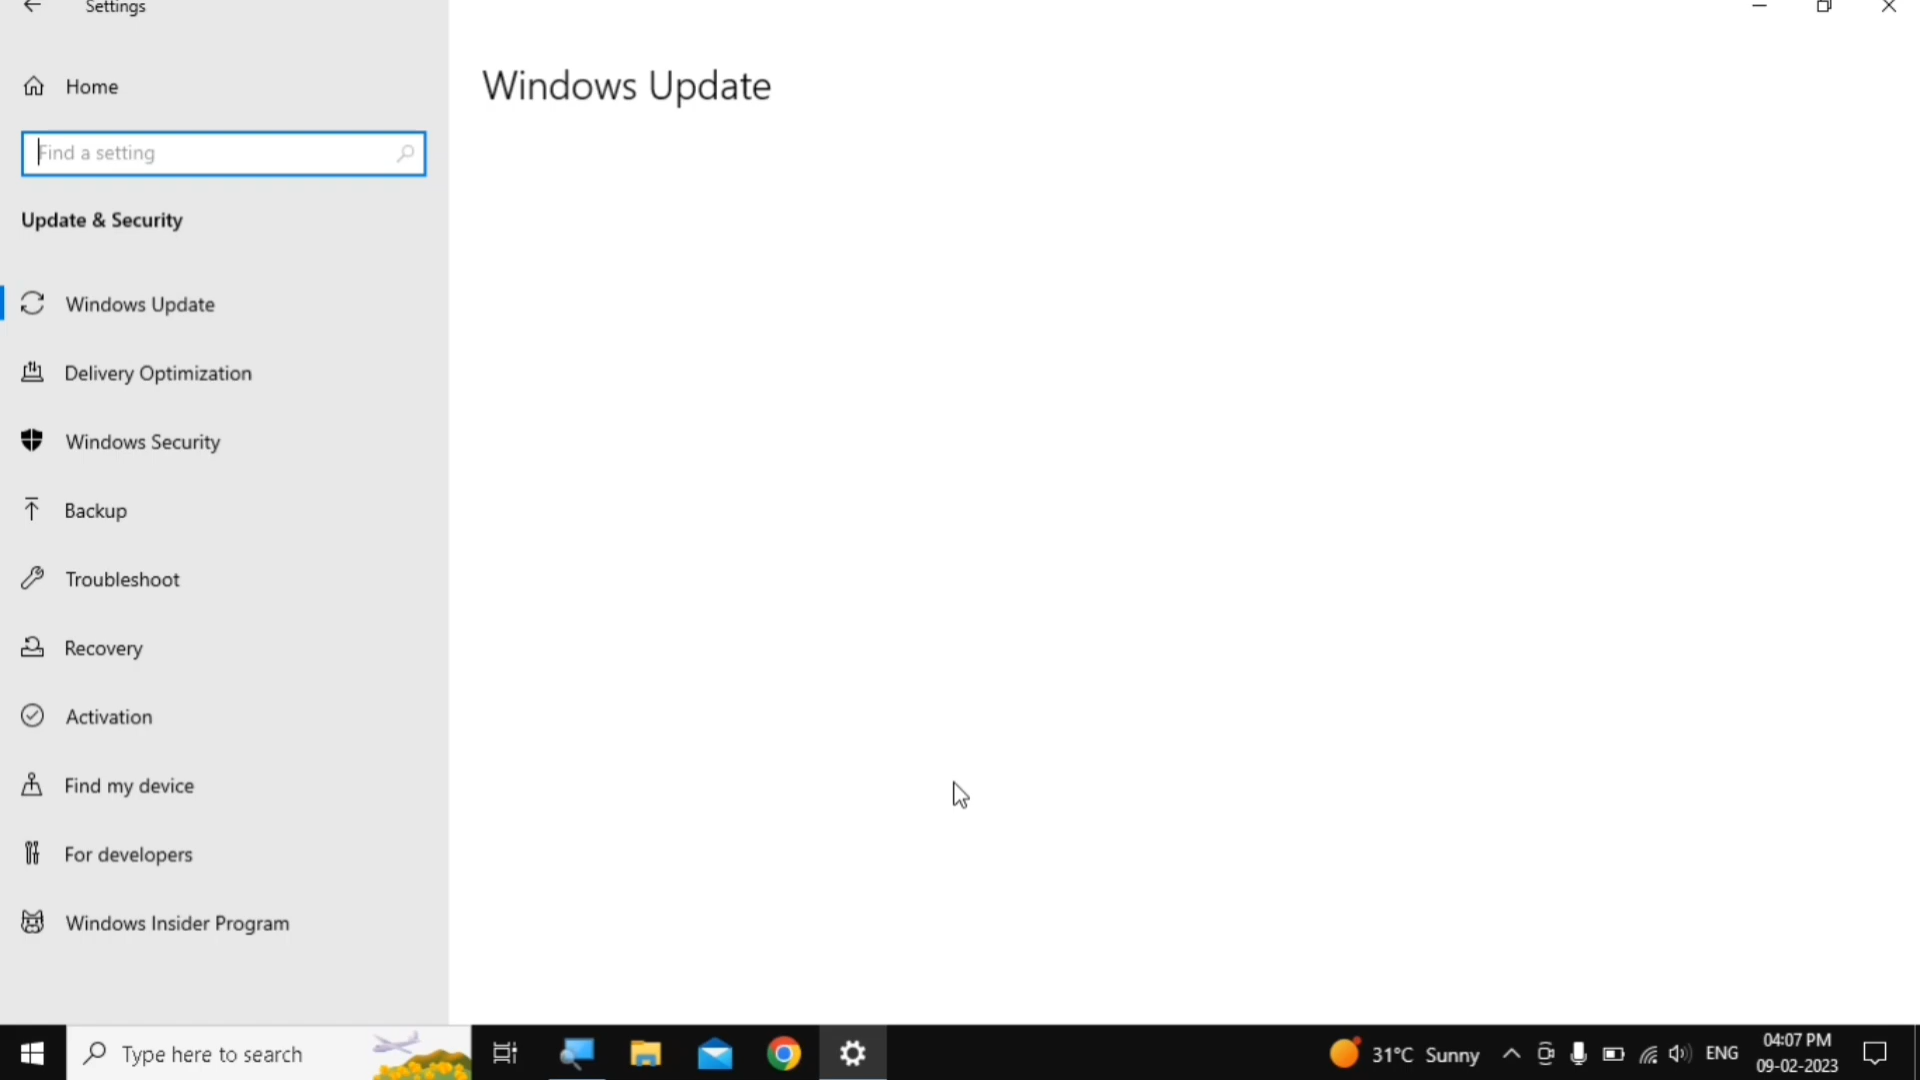 Settings
Home
Find a setting
Update & Security
Windows Update
Delivery Optimization
Windows Security
Backup
Troubleshoot
Recovery
Activation
Find my device
For developers
Windows Insider Program
Windows Update
Type here to search
31°C Sunny
ENG
04:07 PM
09-02-2023